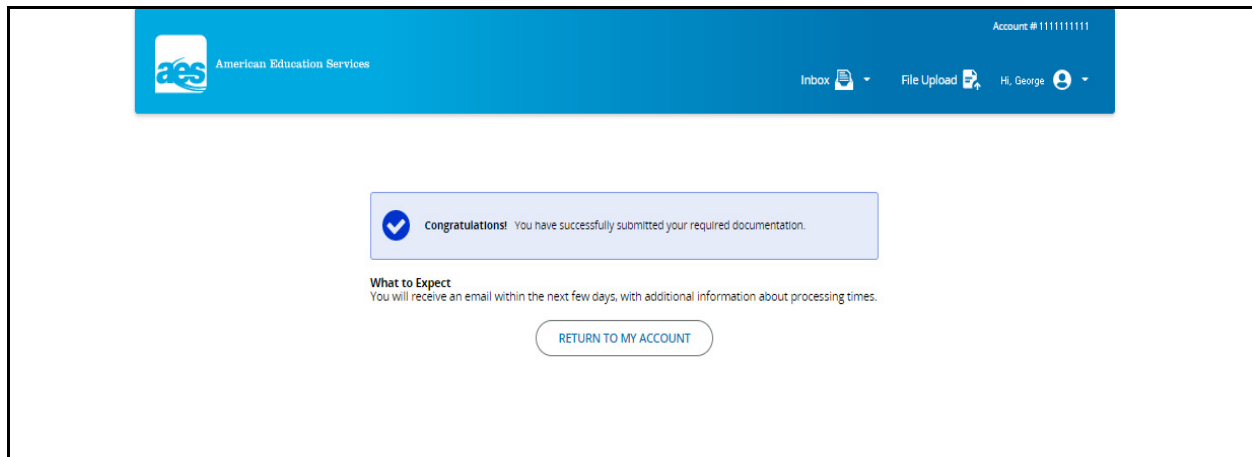 Account # 1111111111
aes
American Education Services
Inbox
File Upload
Hi, George
Congratulations! You have successfully submitted your required documentation.
What to Expect
You will receive an email within the next few days, with additional information about processing times.
RETURN TO MY ACCOUNT